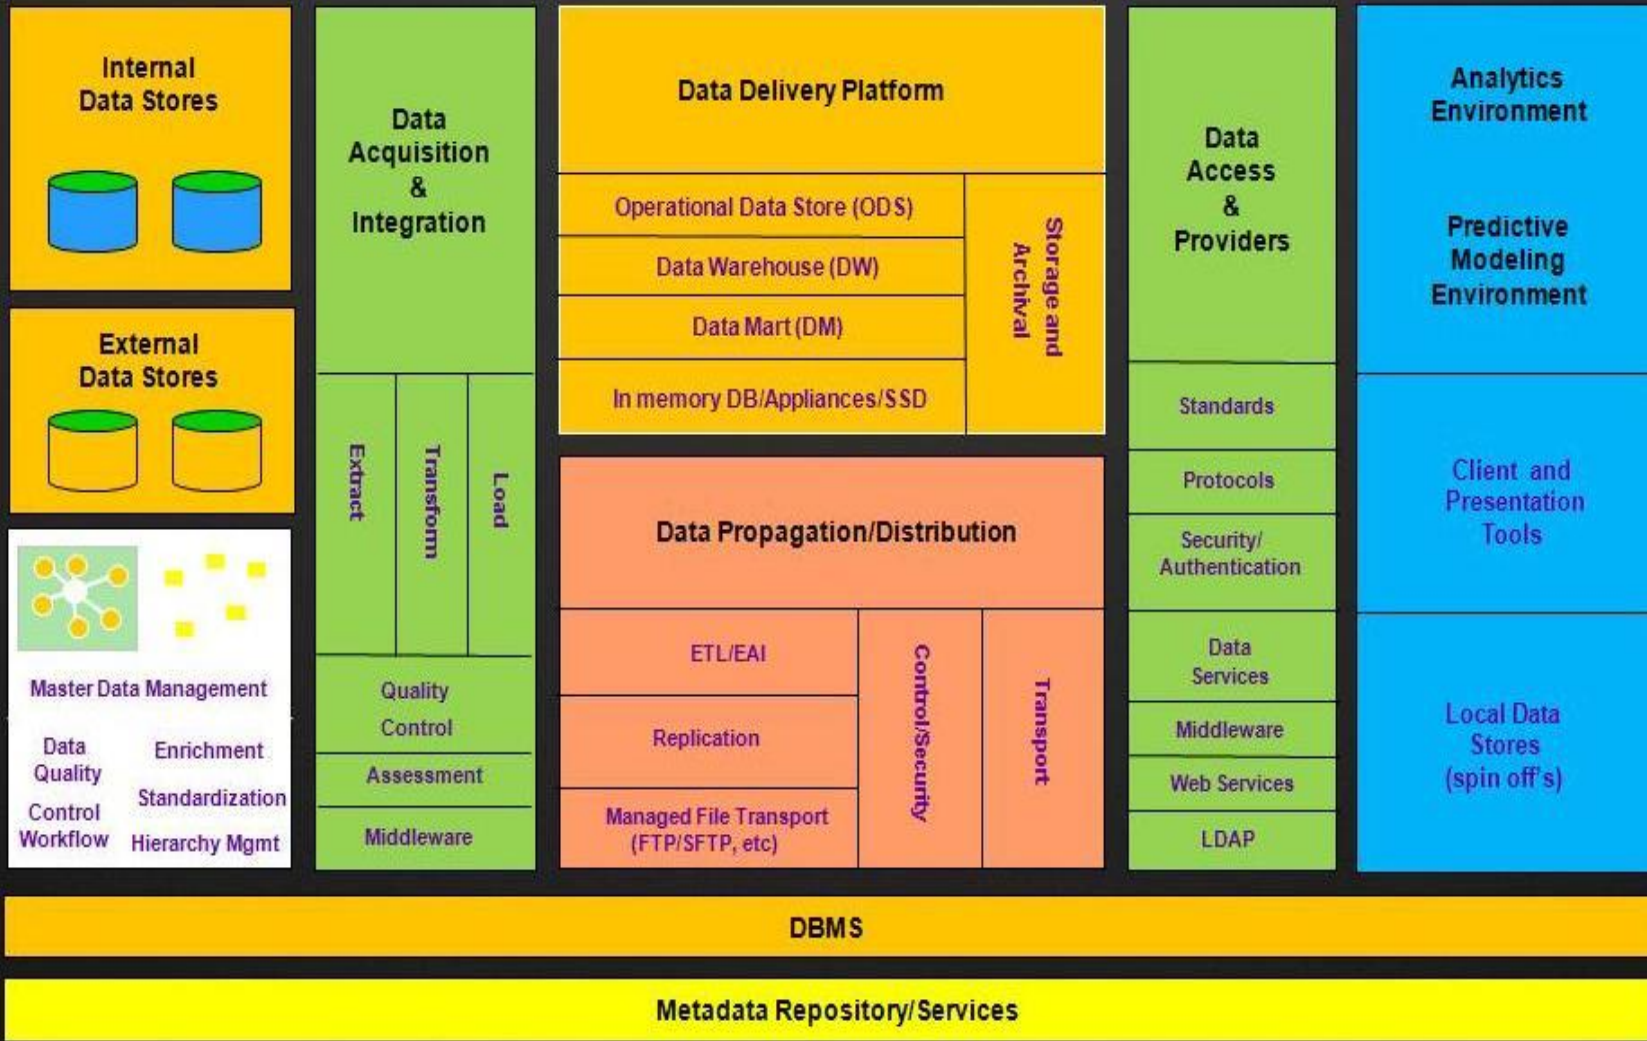 Internal
Data Stores
External
Data Stores
Master Data Management
Data
Quality
Control
Workflow
Enrichment
Standardization
Hierarchy Mgmt
Data
Acquisition
&
Integration
Extract
Transform
Load
Quality
Control
Assessment
Middleware
Data Delivery Platform
Operational Data Store (ODS)
Data Warehouse (DW)
Data Mart (DM)
In memory DB/Appliances/SSD
Storage and
Archival
Data Propagation/Distribution
ETL/EAI
Replication
Managed File Transport
(FTP/SFTP, etc)
Control/Security
Transport
Data
Access
&
Providers
Standards
Protocols
Security/
Authentication
Data
Services
Middleware
Web Services
LDAP
Analytics
Environment
Predictive
Modeling
Environment
Client and
Presentation
Tools
Local Data
Stores
(spin off's)
DBMS
Metadata Repository/Services